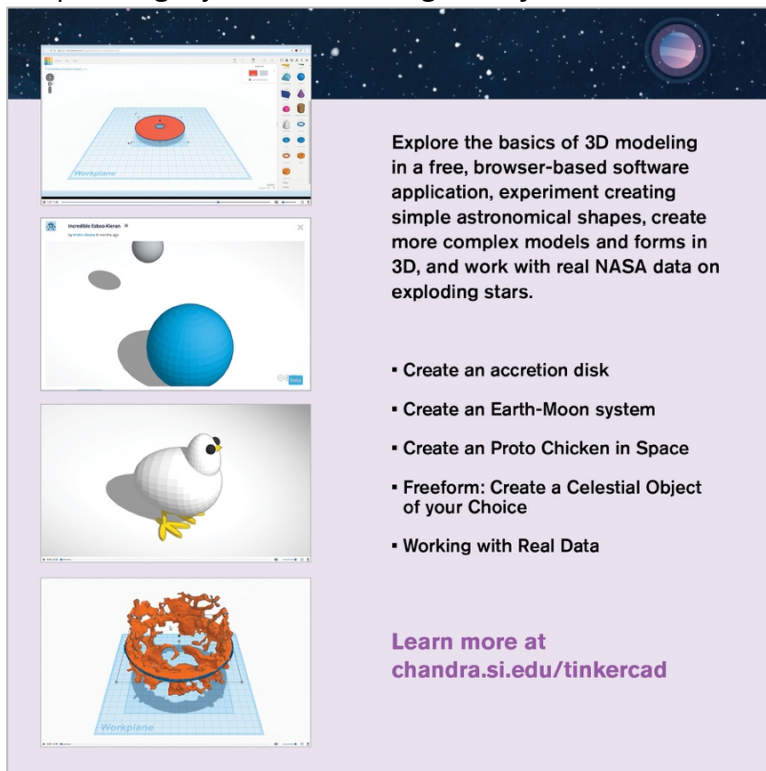 Workplane
Incredible Esboo-Kieran
Explore the basics of 3D modeling
in a free, browser-based software
application, experiment creating
simple astronomical shapes, create
more complex models and forms in
3D, and work with real NASA data on
exploding stars.
▪ Create an accretion disk
▪ Create an Earth-Moon system
▪ Create an Proto Chicken in Space
▪ Freeform: Create a Celestial Object
of your Choice
▪ Working with Real Data
Workplane
Learn more at
chandra.si.edu/tinkercad